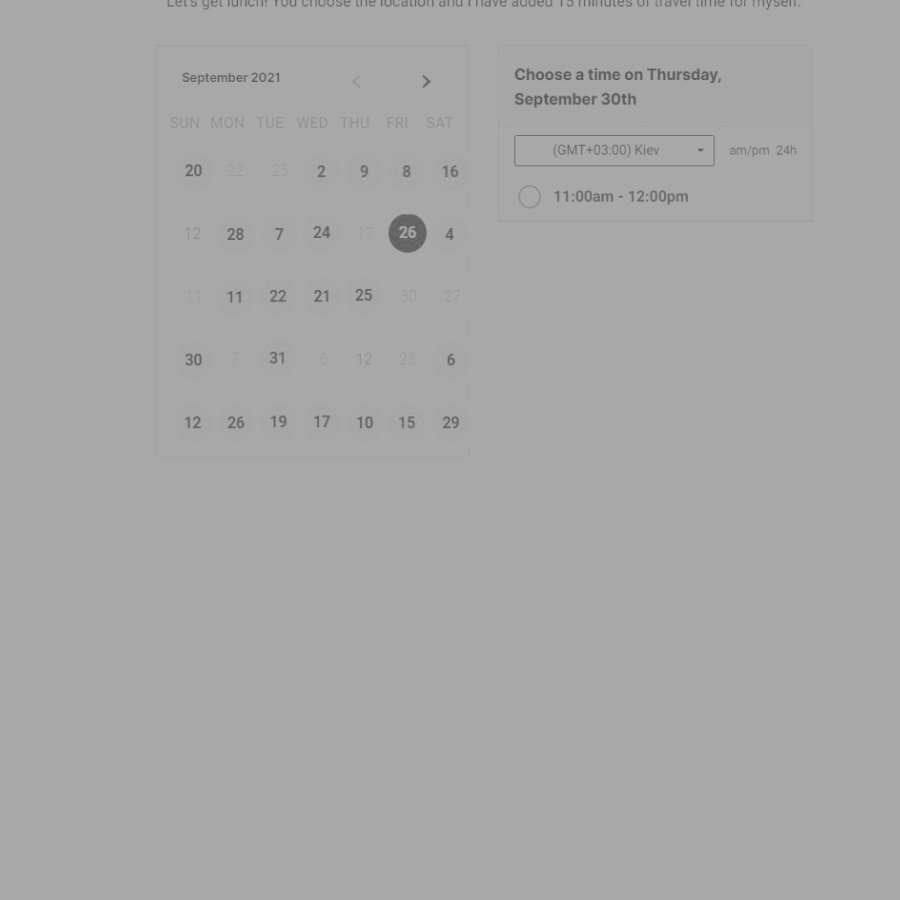 Let's get lunch! You choose the location and I have added 15 minutes of travel time for myself.
September 2021
SUN MON TUE WED THU FRI SAT
20 22 25 2 9 8 16
12 28 7 24 17 26 4
11 11 22 21 25 30 27
30 7 31 6 12 23 6
12 26 19 17 10 15 29
Choose a time on Thursday,
September 30th
(GMT+03:00) Kiev am/pm 24h
11:00am - 12:00pm